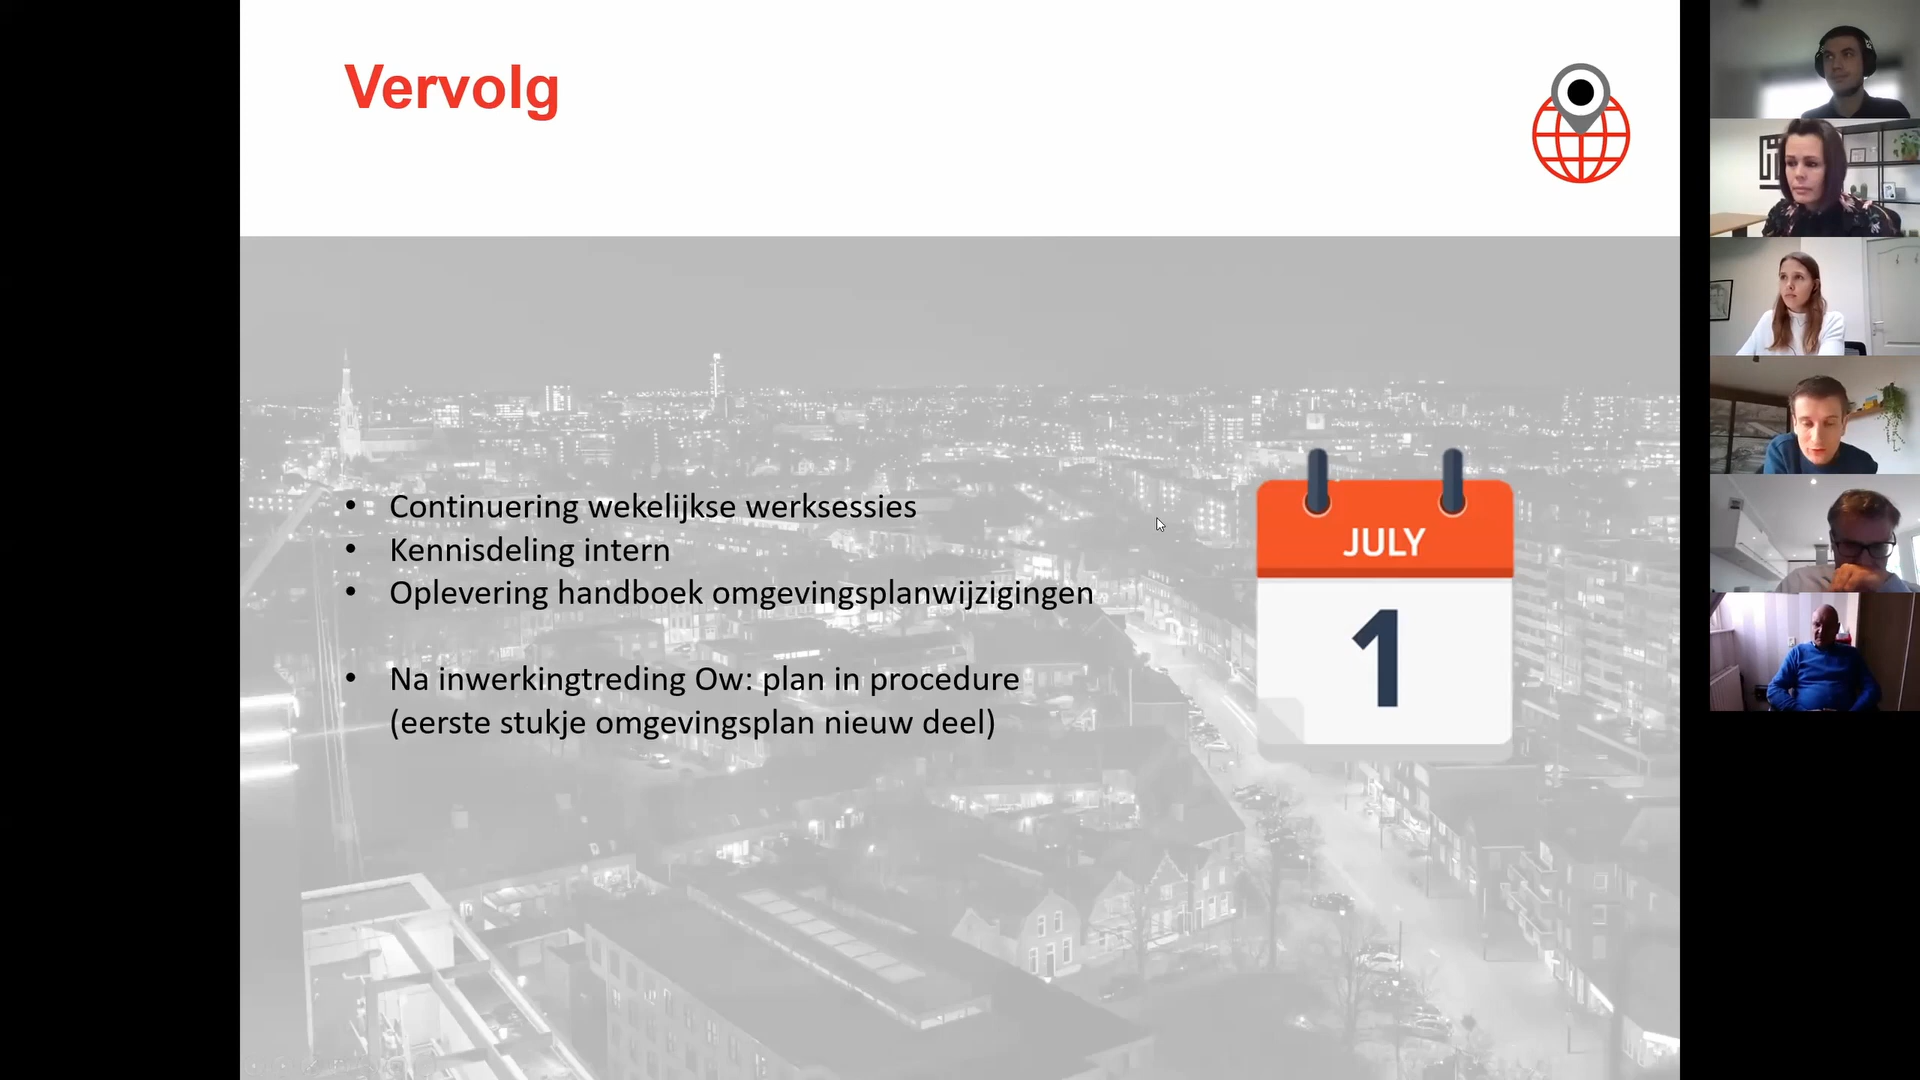 Vervolg
• Continuering wekelijkse werksessies
• Kennisdeling intern
• Oplevering handboek omgevingsplanwijzigingen
• Na inwerkingtreding Ow: plan in procedure
(eerste stukje omgevingsplan nieuw deel)
JULY
1